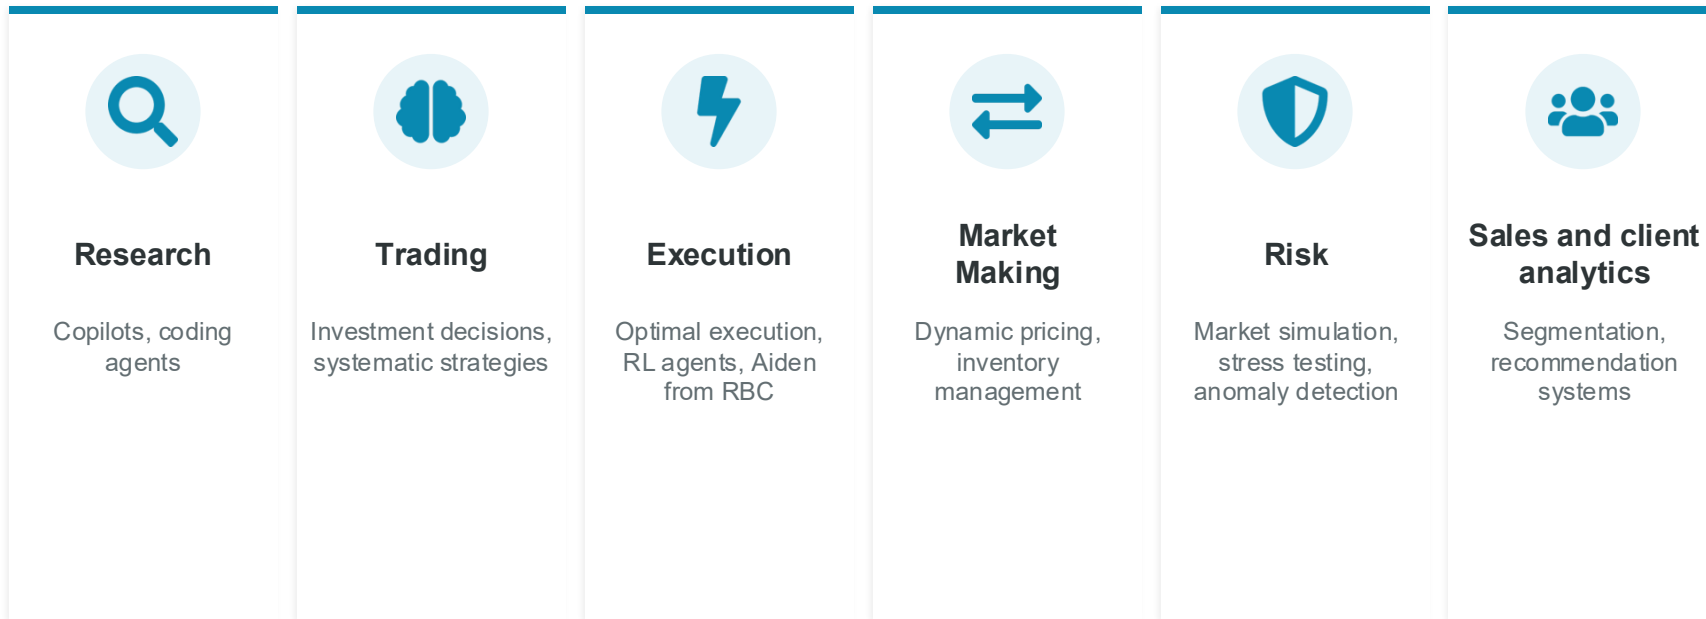 Research
Copilots, coding
agents
Trading
Investment decisions,
systematic strategies
Execution
Optimal execution,
RL agents, Aiden
from RBC
Market
Making
Dynamic pricing,
inventory
management
Risk
Market simulation,
stress testing,
anomaly detection
Sales and client
analytics
Segmentation,
recommendation
systems